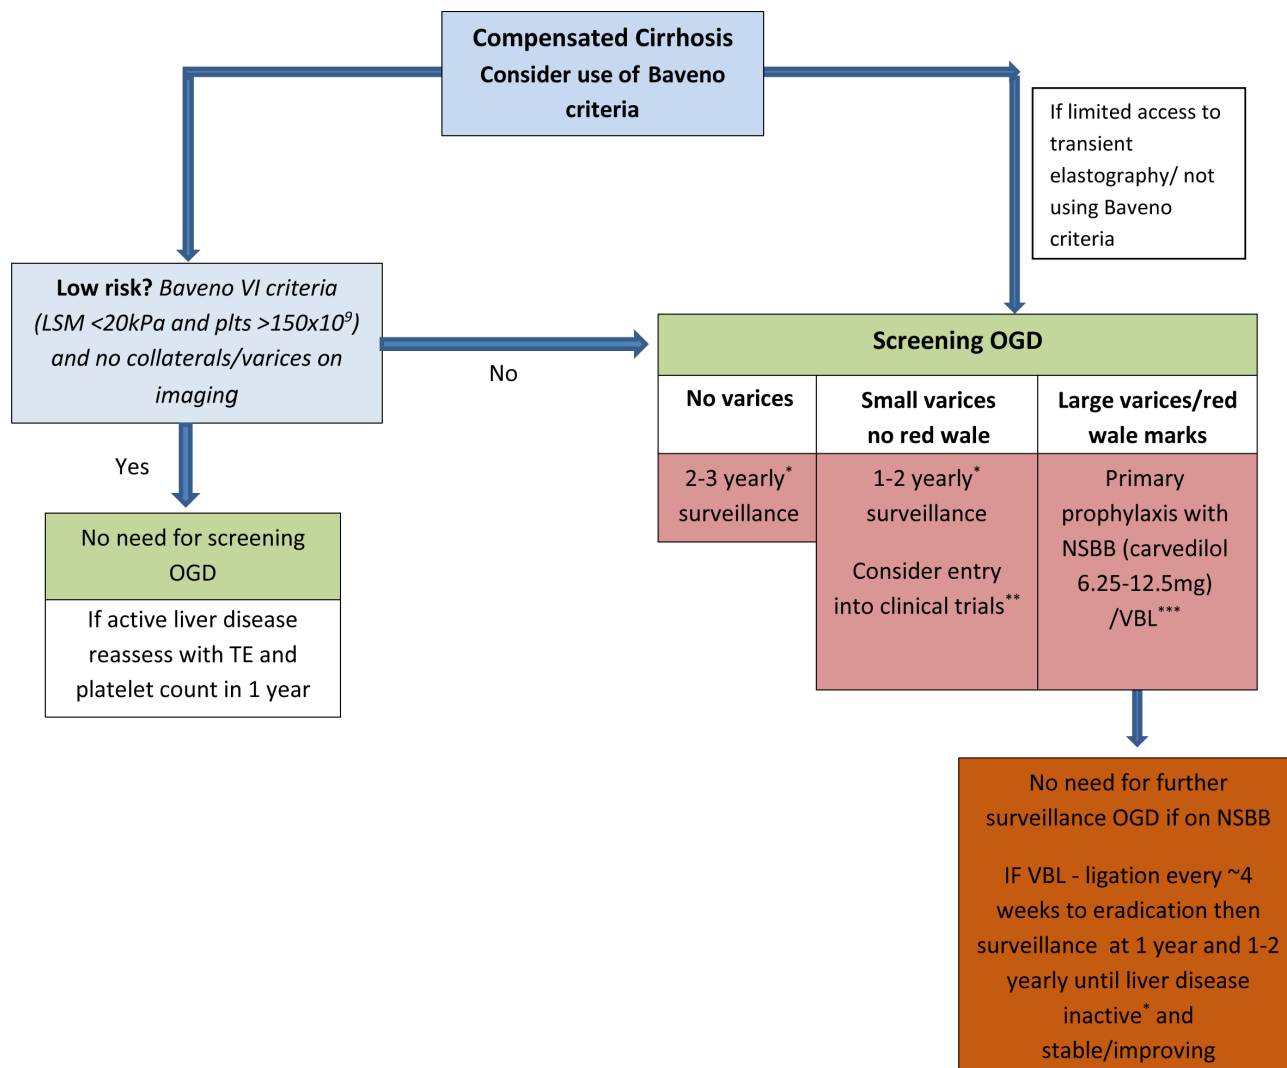 Compensated Cirrhosis
Consider use of Baveno
criteria
If limited access to
transient
elastography/ not
using Baveno
criteria
Low risk? Baveno VI criteria
(LSM <20kPa and plts >150x10⁹)
and no collaterals/varices on
imaging
No
Yes
No need for screening
OGD
If active liver disease
reassess with TE and
platelet count in 1 year
Screening OGD
No varices
2-3 yearly*
surveillance
Small varices
no red wale
1-2 yearly*
surveillance
Consider entry
into clinical trials**
Large varices/red
wale marks
Primary
prophylaxis with
NSBB (carvedilol
6.25-12.5mg)
/VBL***
No need for further
surveillance OGD if on NSBB
IF VBL - ligation every ~4
weeks to eradication then
surveillance at 1 year and 1-2
yearly until liver disease
inactive* and
stable/improving